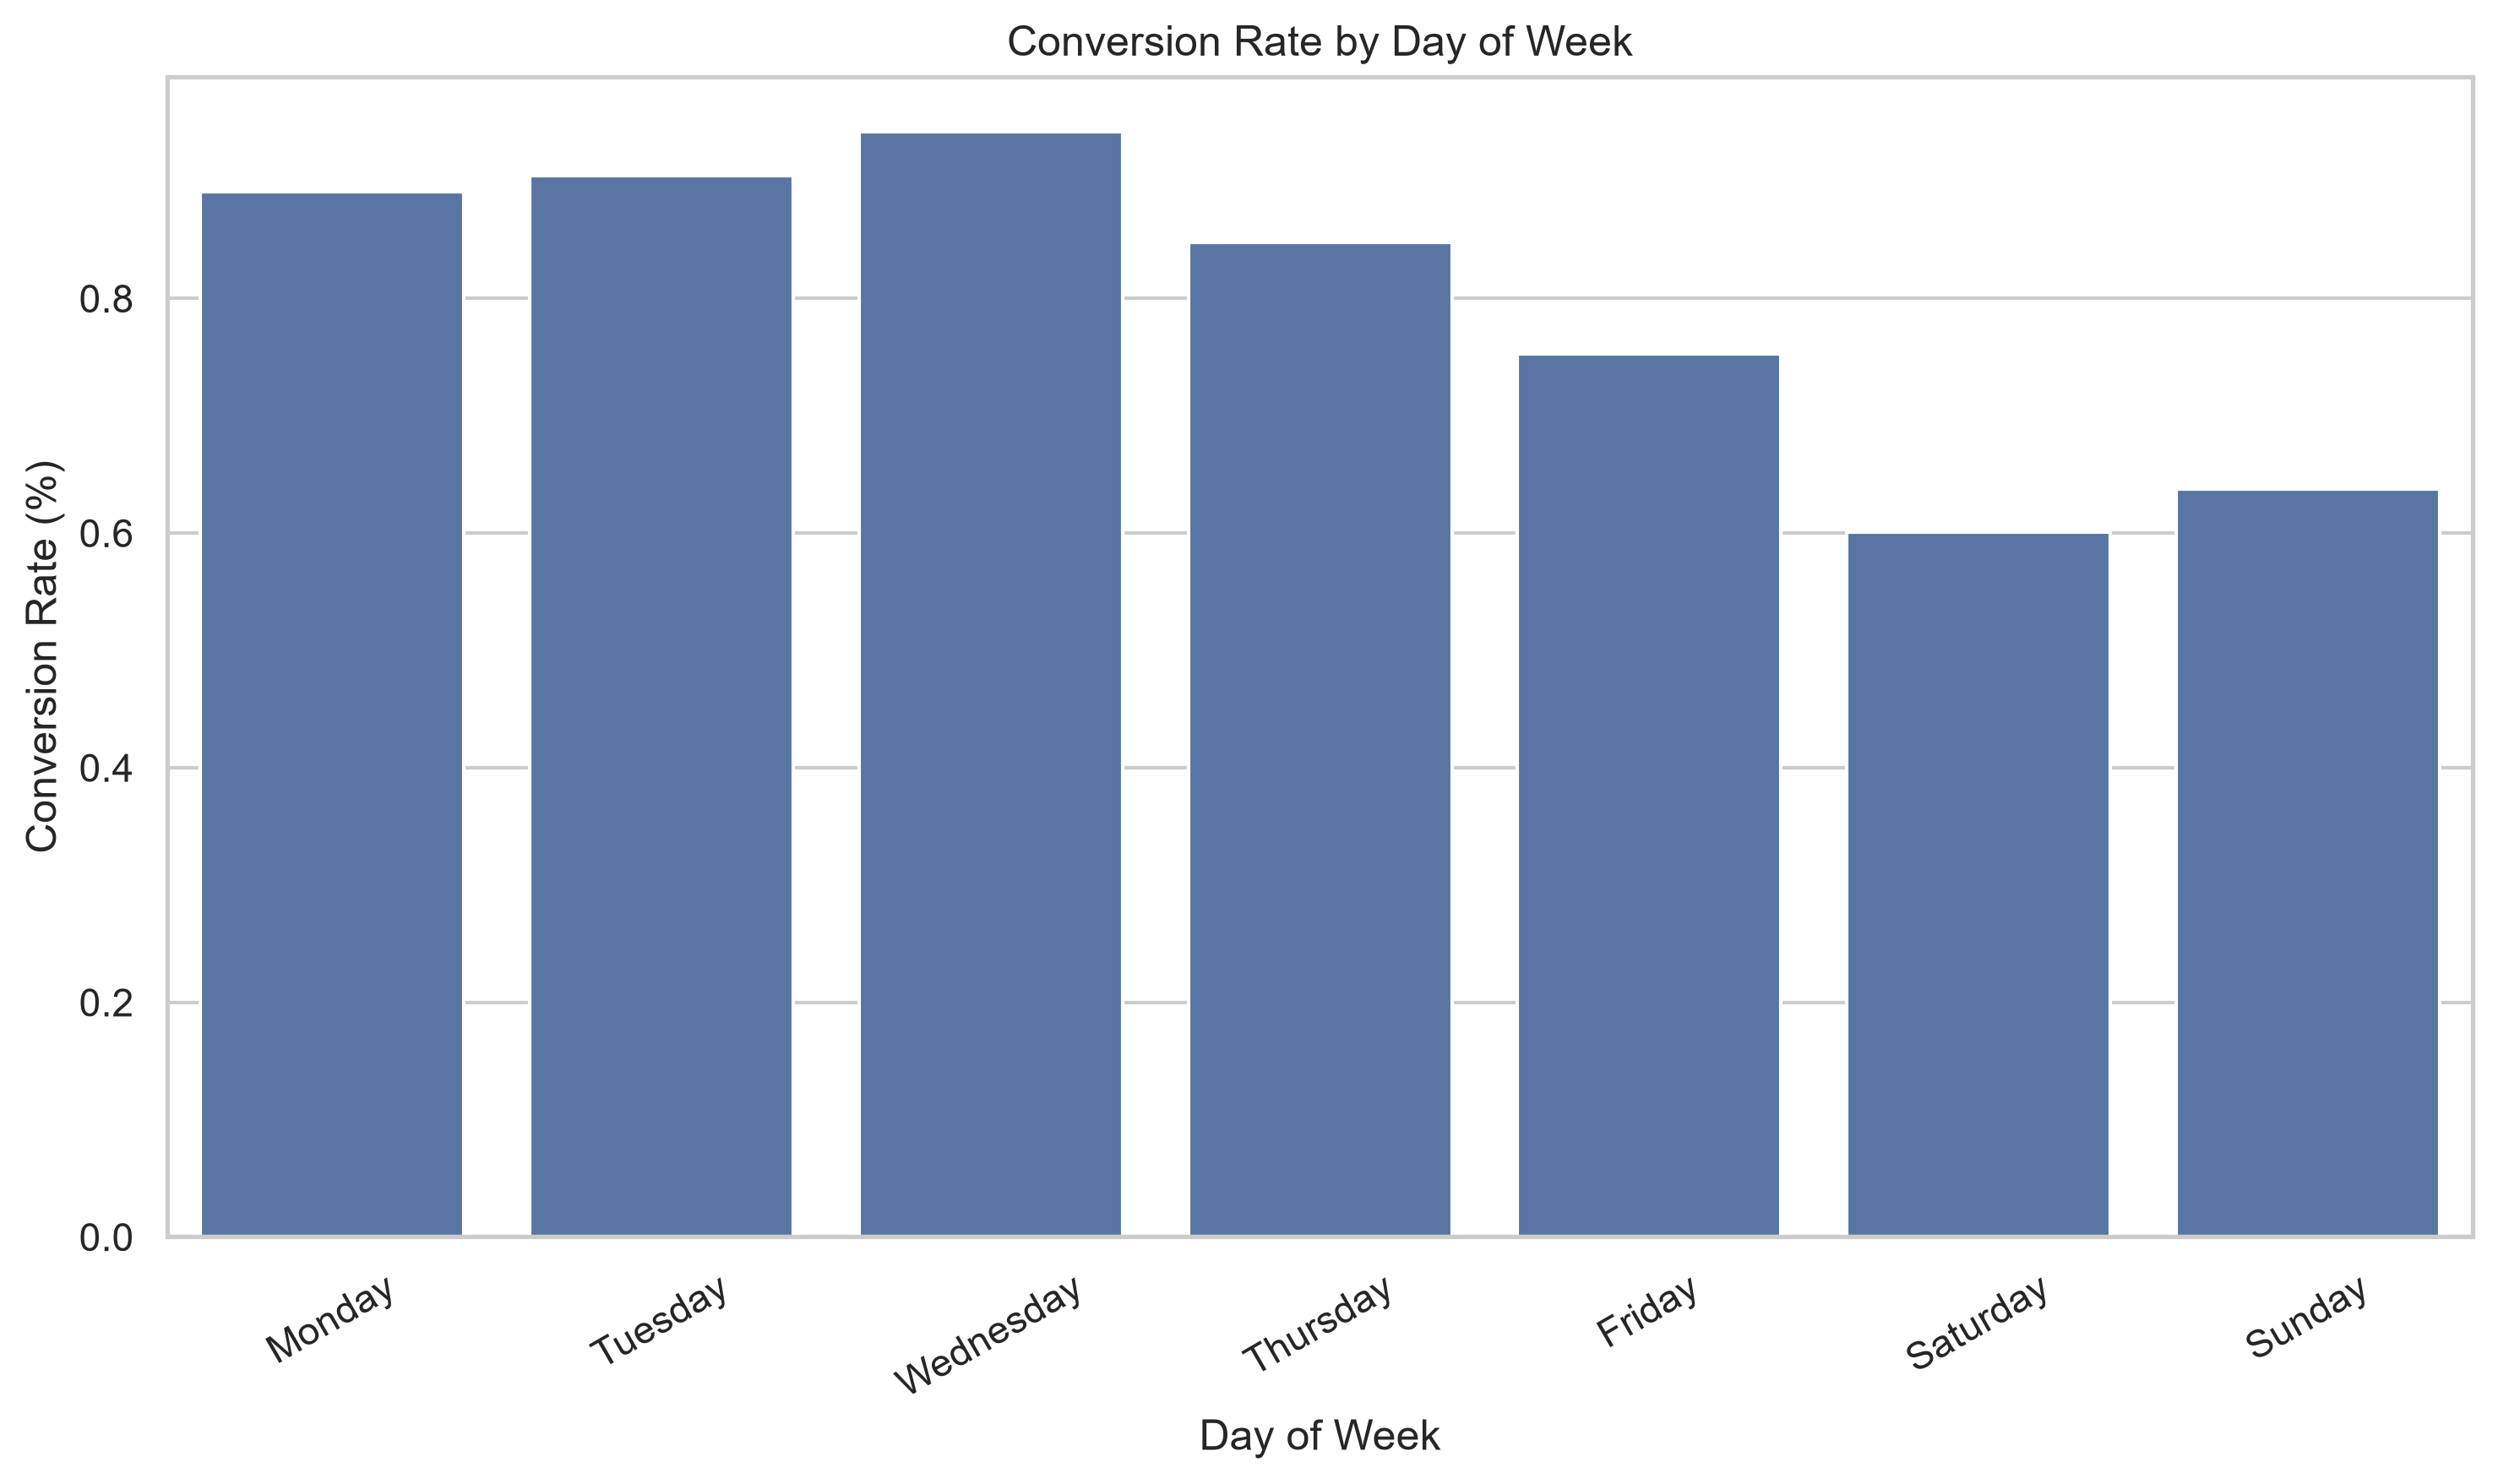 Conversion Rate by Day of Week
Conversion Rate (%)
0.8
0.6
0.4
0.2
0.0
Monday
Tuesday
Wednesday
Thursday
Friday
Saturday
Sunday
Day of Week